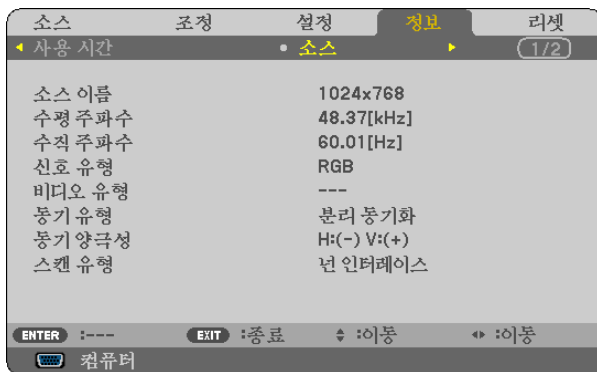 소스 조정 설정 정보 리셋
사용 시간 • 소스 (1/2)
소스 이름 1024x768
수평 주파수 48.37[kHz]
수직 주파수 60.01[Hz]
신호 유형 RGB
비디오 유형 ---
동기 유형 분리 동기화
동기 양극성 H:(-) V:(+)
스캔 유형 넌 인터레이스
ENTER :--- EXIT :종료 :이동 :이동
컴퓨터